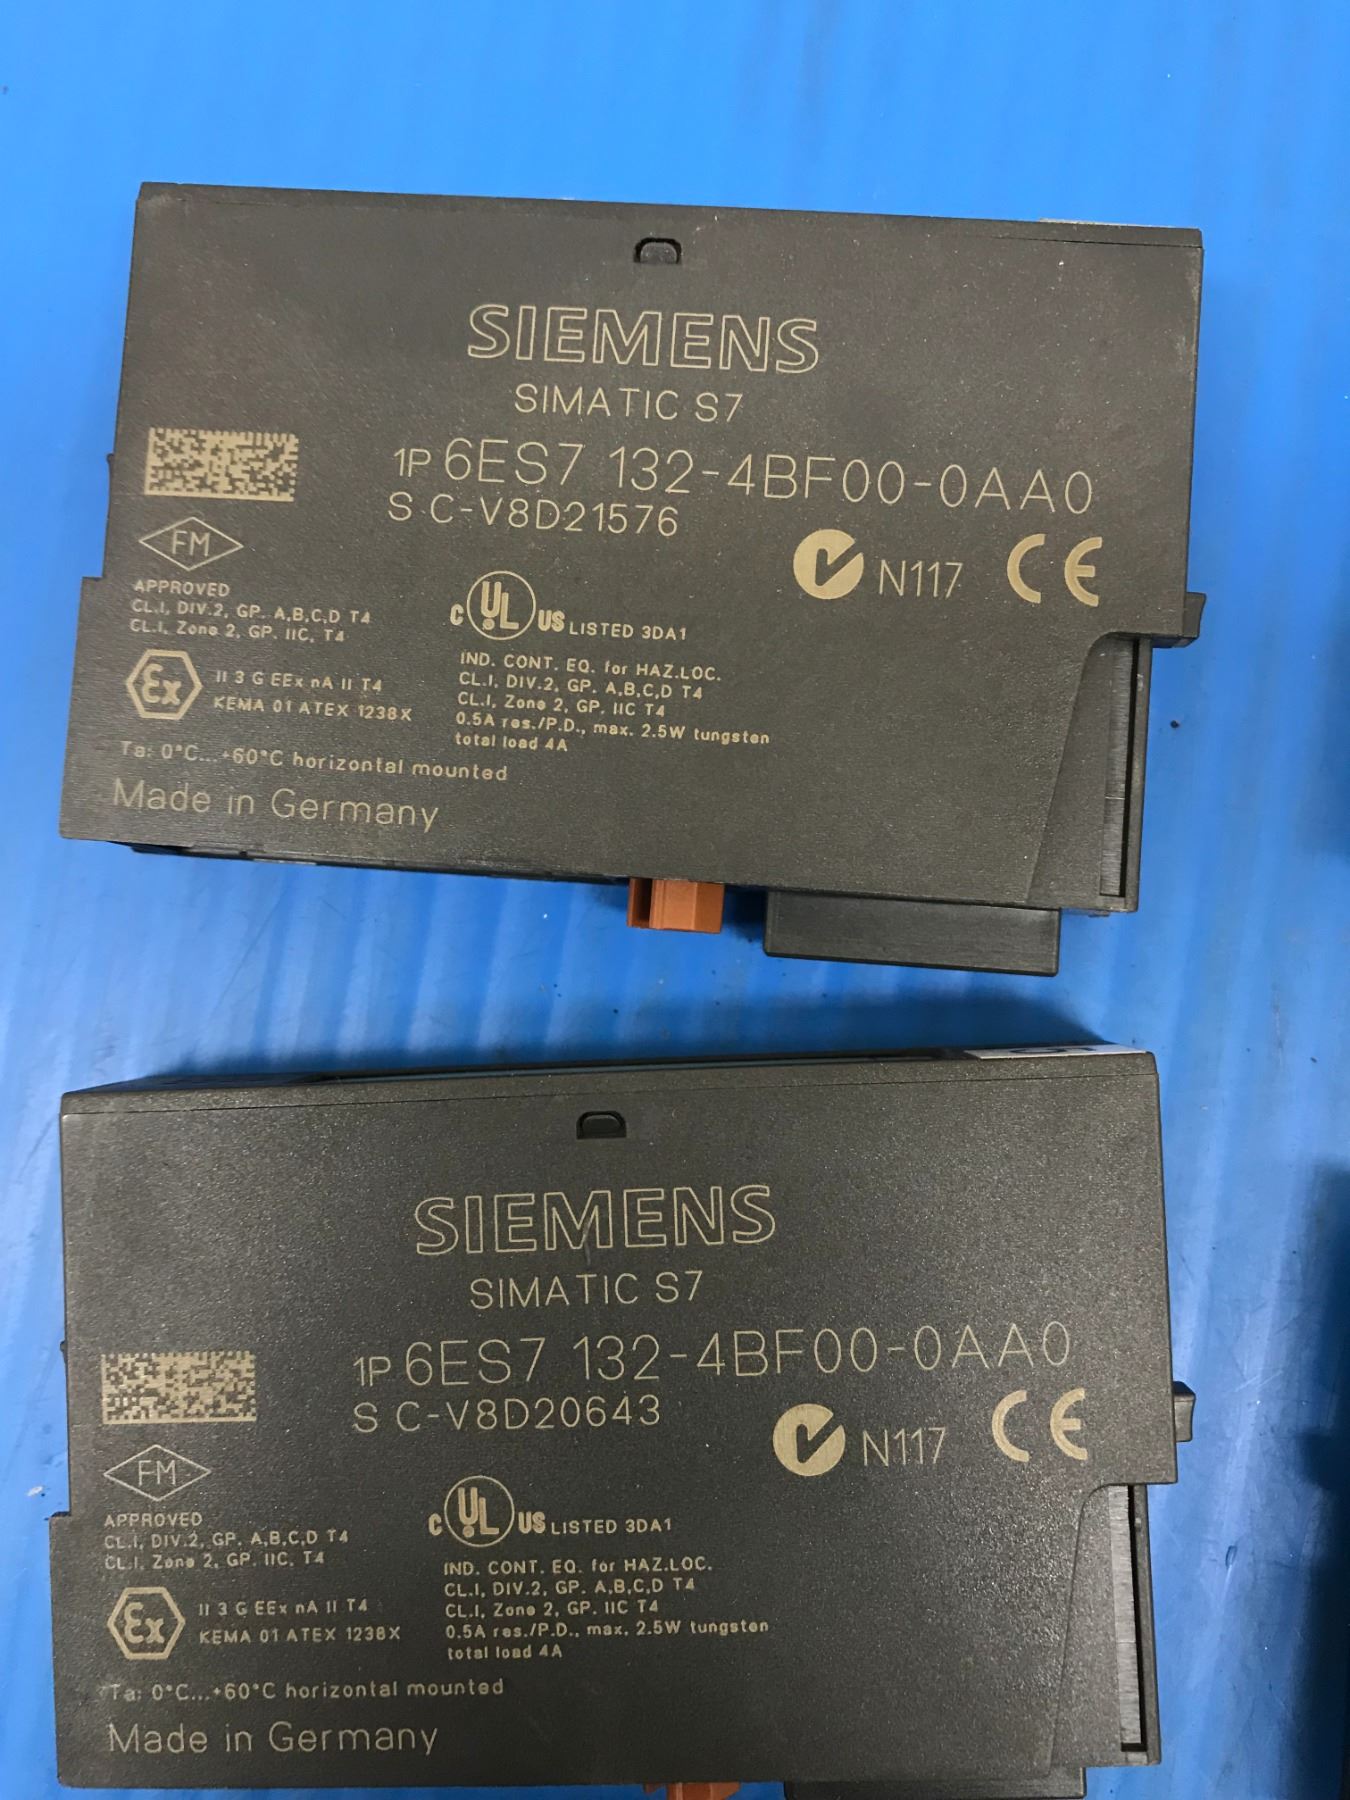 SIEMENS
SIMATIC S7
1P 6ES7 132-4BF00-0AA0
S C-V8D21576
FM
N117 CE
APPROVED
CL.I, DIV.2, GP. A,B,C,D T4
CL.I, Zone 2, GP. IIC, T4
C UL US LISTED 3DA1
IND. CONT. EQ. for HAZ.LOC.
CL.I, DIV.2, GP. A,B,C,D T4
CL.I, Zone 2, GP. IIC T4
0.5A res./P.D., max. 2.5W tungsten
total load 4A
Ex II 3 G EEx nA II T4
KEMA 01 ATEX 1238X
Ta: 0°C...+60°C horizontal mounted
Made in Germany
SIEMENS
SIMATIC S7
1P 6ES7 132-4BF00-0AA0
S C-V8D20643
FM
N117 CE
APPROVED
CL.I, DIV.2, GP. A,B,C,D T4
CL.I, Zone 2, GP. IIC, T4
C UL US LISTED 3DA1
IND. CONT. EQ. for HAZ.LOC.
CL.I, DIV.2, GP. A,B,C,D T4
CL.I, Zone 2, GP. IIC T4
0.5A res./P.D., max. 2.5W tungsten
total load 4A
Ex II 3 G EEx nA II T4
KEMA 01 ATEX 1238X
Ta: 0°C...+60°C horizontal mounted
Made in Germany